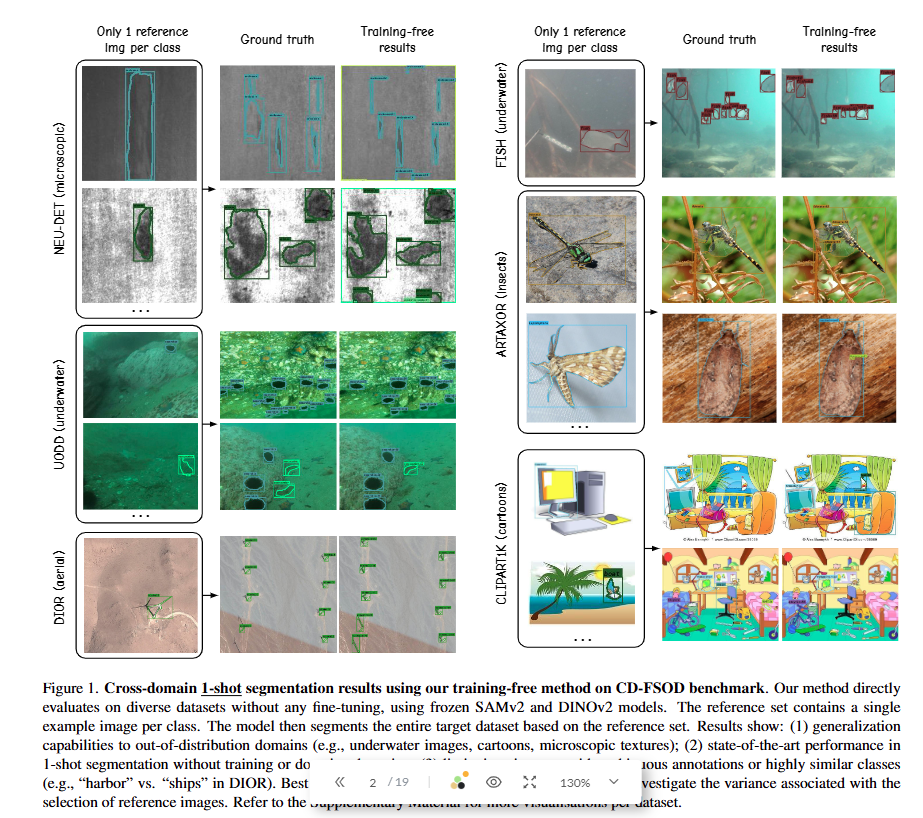 Only 1 reference
img per class
Ground truth
Training-free
results
NEU-DET (microscopic)
...
UODD (underwater)
...
DIOR (aerial)
Only 1 reference
img per class
Ground truth
Training-free
results
FISH (underwater)
ARTAXOR (insects)
...
CLIPART1K (cartoons)
...
Figure 1. Cross-domain 1-shot segmentation results using our training-free method on CD-FSOD benchmark. Our method directly
evaluates on diverse datasets without any fine-tuning, using frozen SAMv2 and DINOv2 models. The reference set contains a single
example image per class. The model then segments the entire target dataset based on the reference set. Results show: (1) generalization
capabilities to out-of-distribution domains (e.g., underwater images, cartoons, microscopic textures); (2) state-of-the-art performance in
1-shot segmentation without training or
(e.g., “harbor” vs. “ships” in DIOR). Best
selection of reference images. Refer to the Supplementary Material for more visualisations per dataset.
annotations or highly similar classes
the variance associated with the
2 /19
130%